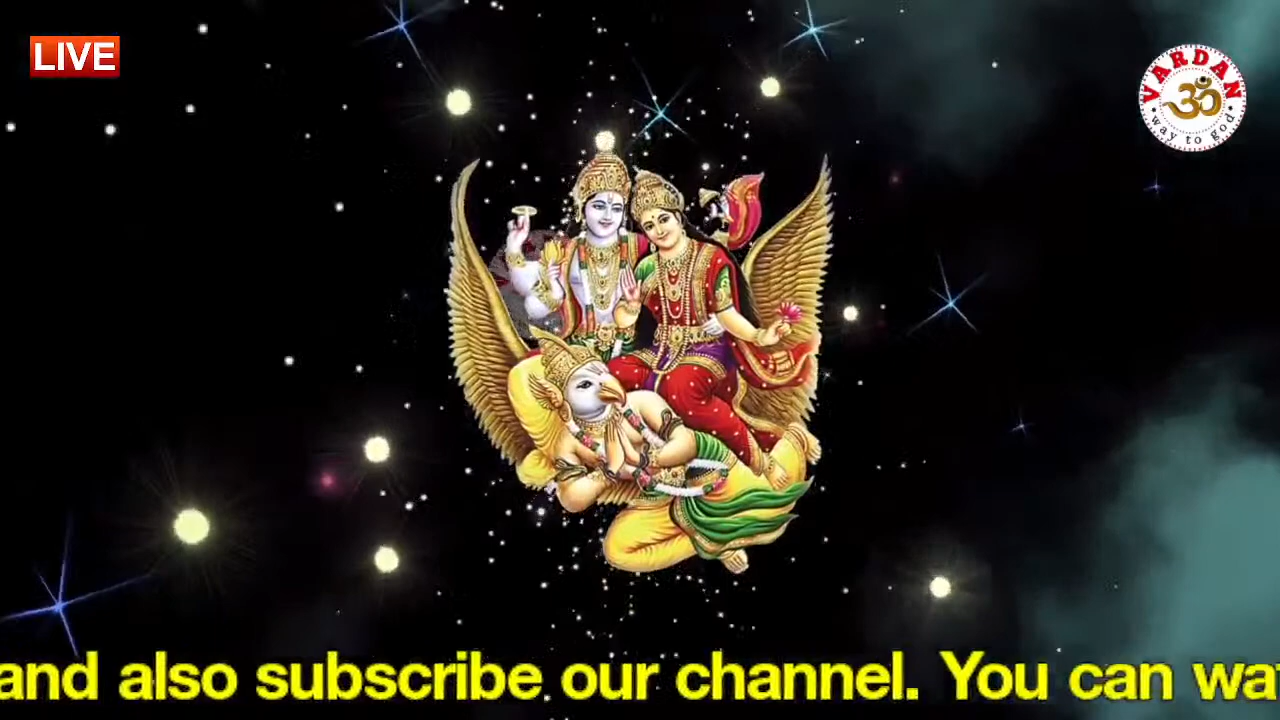 LIVE
VARDAN
ॐ
way to god
and also subscribe our channel. You can wa